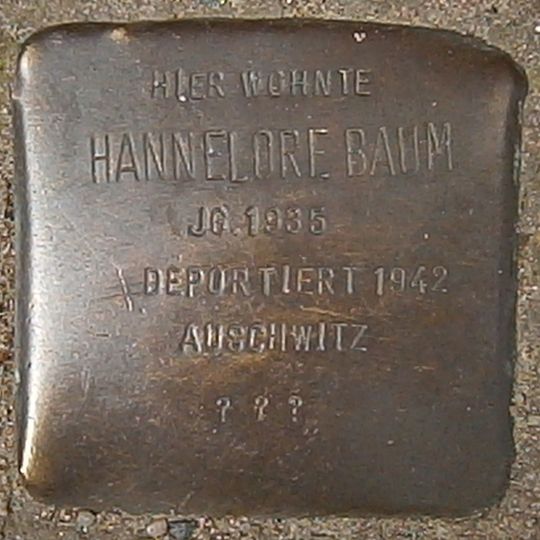 HIER WOHNTE
HANNELORE BAUM
JG. 1935
DEPORTIERT 1942
AUSCHWITZ
? ? ?